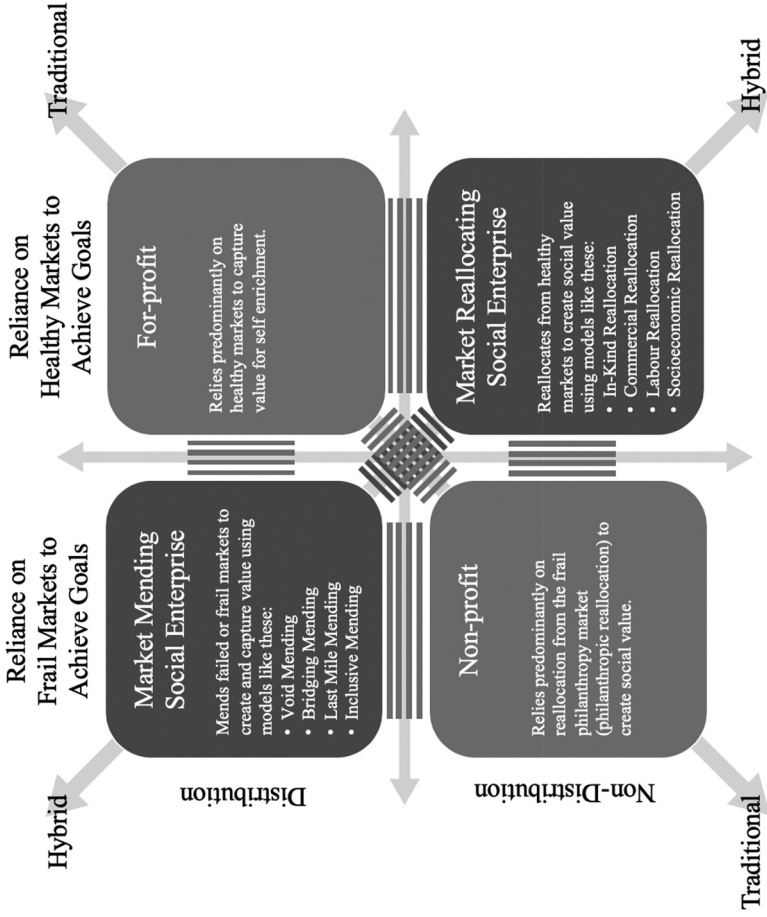 Reliance on
Frail Markets to
Achieve Goals
Reliance on
Healthy Markets to
Achieve Goals
Hybrid
Traditional
Distribution
Market Mending
Social Enterprise
Mends failed or frail markets to
create and capture value using
models like these:
• Void Mending
• Bridging Mending
• Last Mile Mending
• Inclusive Mending
For-profit
Relies predominantly on
healthy markets to capture
value for self enrichment.
Non-Distribution
Non-profit
Relies predominantly on
reallocation from the frail
philanthropy market
(philanthropic reallocation) to
create social value.
Market Reallocating
Social Enterprise
Reallocates from healthy
markets to create social value
using models like these:
• In-Kind Reallocation
• Commercial Reallocation
• Labour Reallocation
• Socioeconomic Reallocation
Traditional
Hybrid